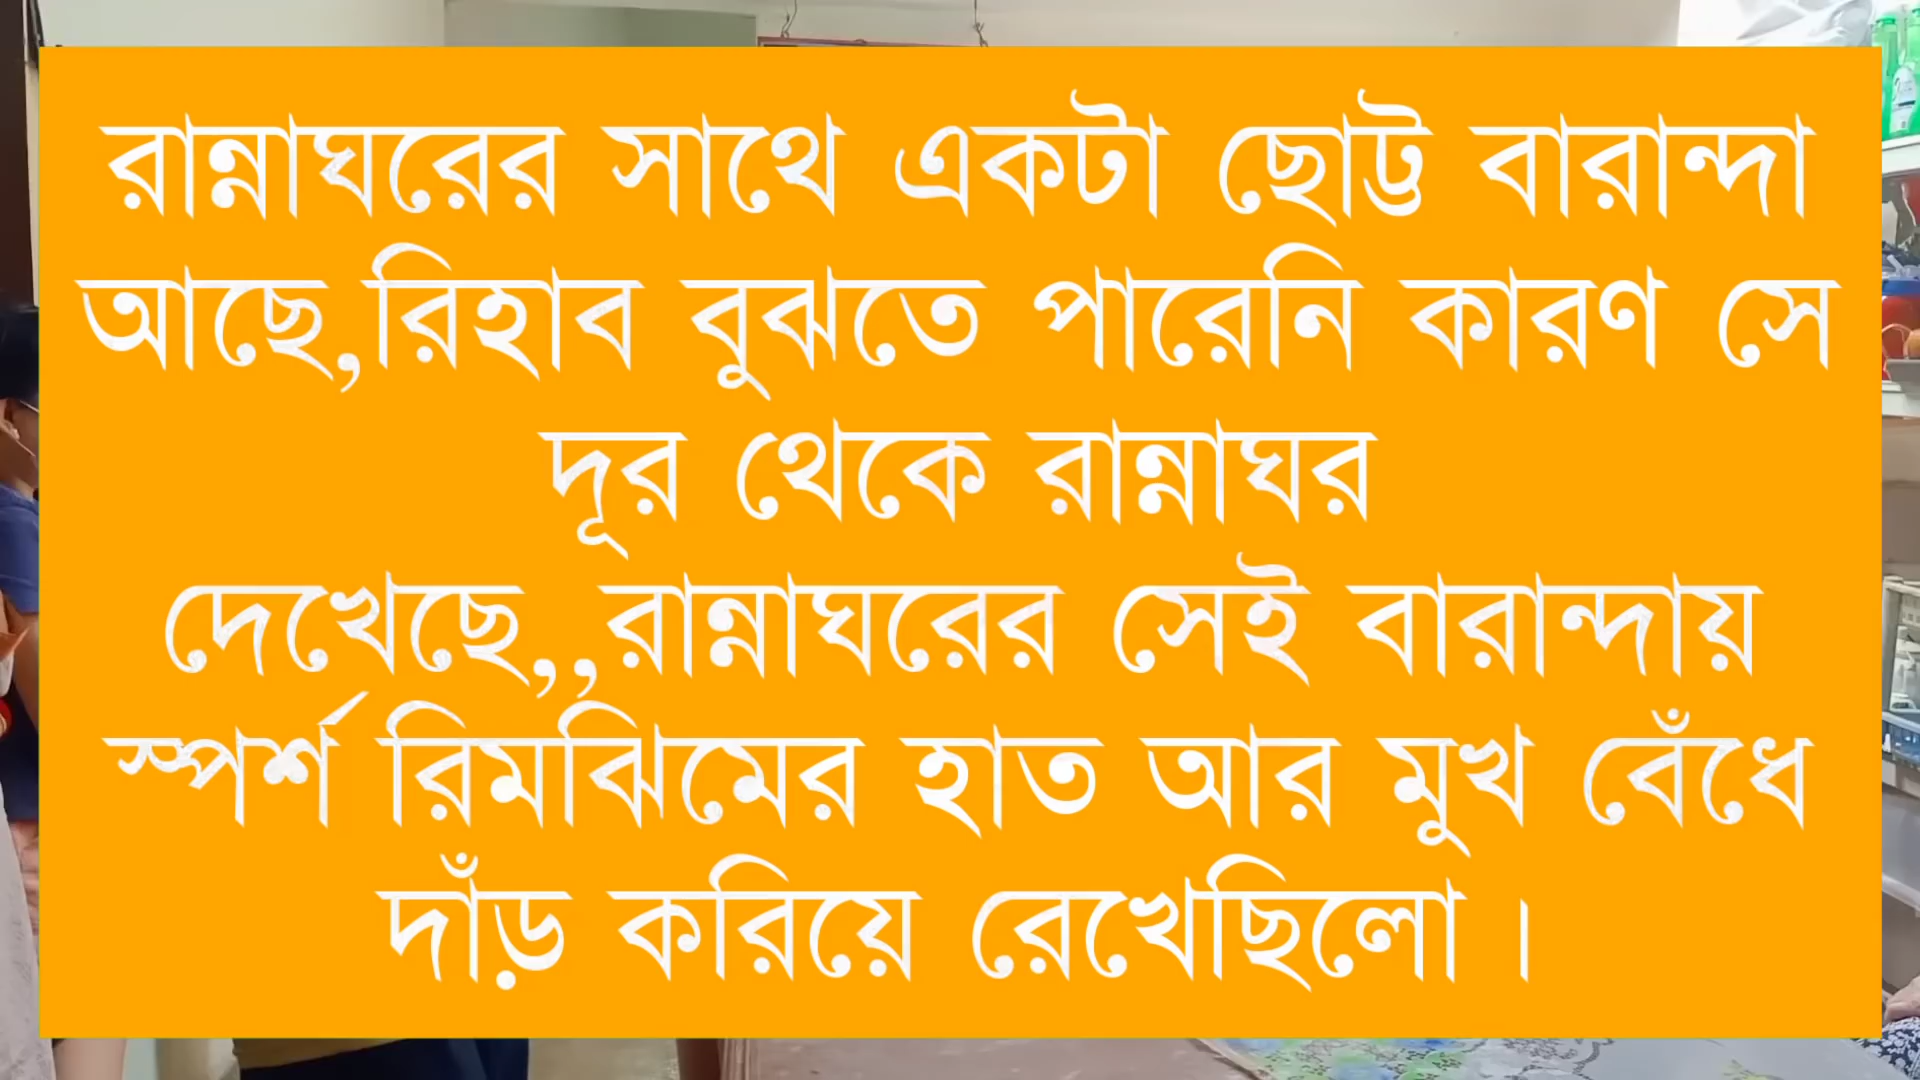 রান্নাঘরের সাথে একটা ছোট্ট বারান্দা
আছে,রিহাব বুঝতে পারেনি কারণ সে
দূর থেকে রান্নাঘর
দেখেছে,,রান্নাঘরের সেই বারান্দায়
স্পর্শ রিমঝিমের হাত আর মুখ বেঁধে
দাঁড় করিয়ে রেখেছিলো ।